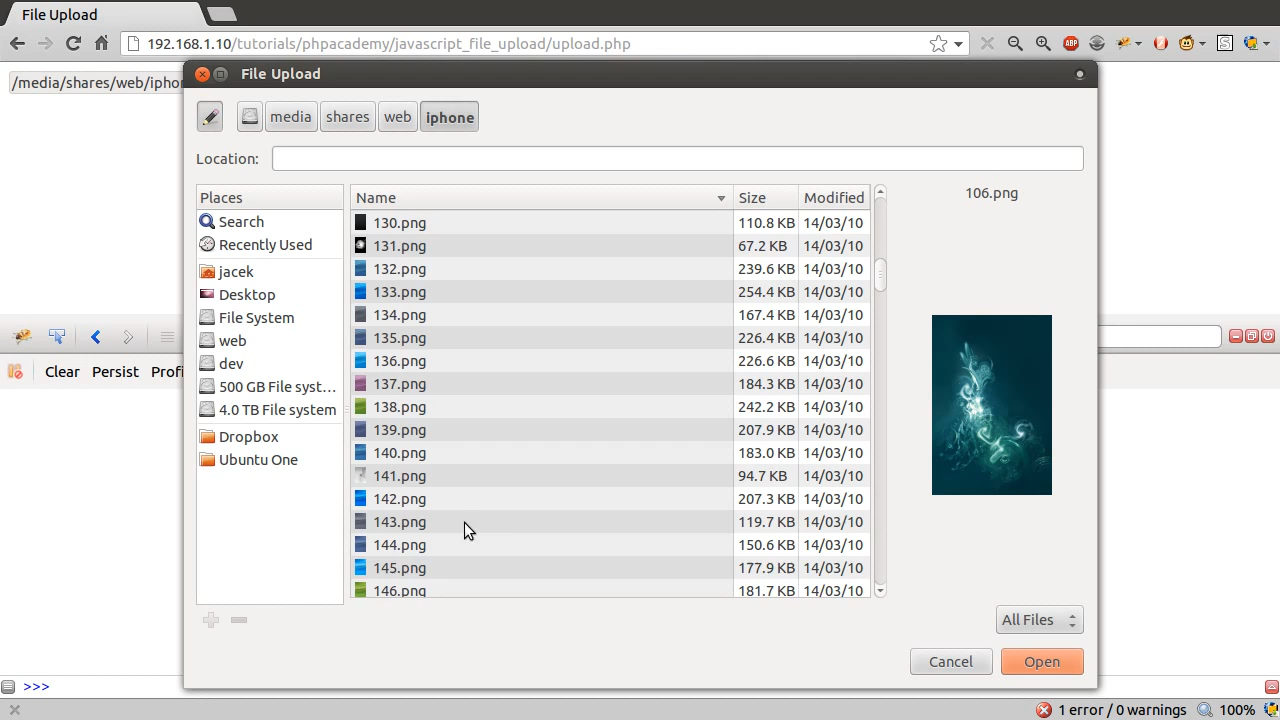 File Upload
192.168.1.10/tutorials/phpacademy/javascript_file_upload/upload.php
ABP
S
/media/shares/web/iphon
File Upload
media shares web iphone
Location:
Places
Search
Recently Used
jacek
Desktop
File System
web
dev
500 GB File syst...
4.0 TB File system
Dropbox
Ubuntu One
Name Size Modified
130.png 110.8 KB 14/03/10
131.png 67.2 KB 14/03/10
132.png 239.6 KB 14/03/10
133.png 254.4 KB 14/03/10
134.png 167.4 KB 14/03/10
135.png 226.4 KB 14/03/10
136.png 226.6 KB 14/03/10
137.png 184.3 KB 14/03/10
138.png 242.2 KB 14/03/10
139.png 207.9 KB 14/03/10
140.png 183.0 KB 14/03/10
141.png 94.7 KB 14/03/10
142.png 207.3 KB 14/03/10
143.png 119.7 KB 14/03/10
144.png 150.6 KB 14/03/10
145.png 177.9 KB 14/03/10
146.png 181.7 KB 14/03/10
106.png
All Files
Cancel Open
Clear Persist Profi
>>>
1 error / 0 warnings 100%